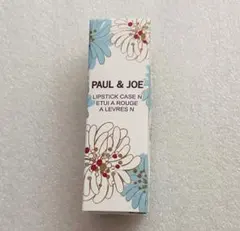 PAUL & JOE
LIPSTICK CASE N
ETUI A ROUGE
A LEVRES N